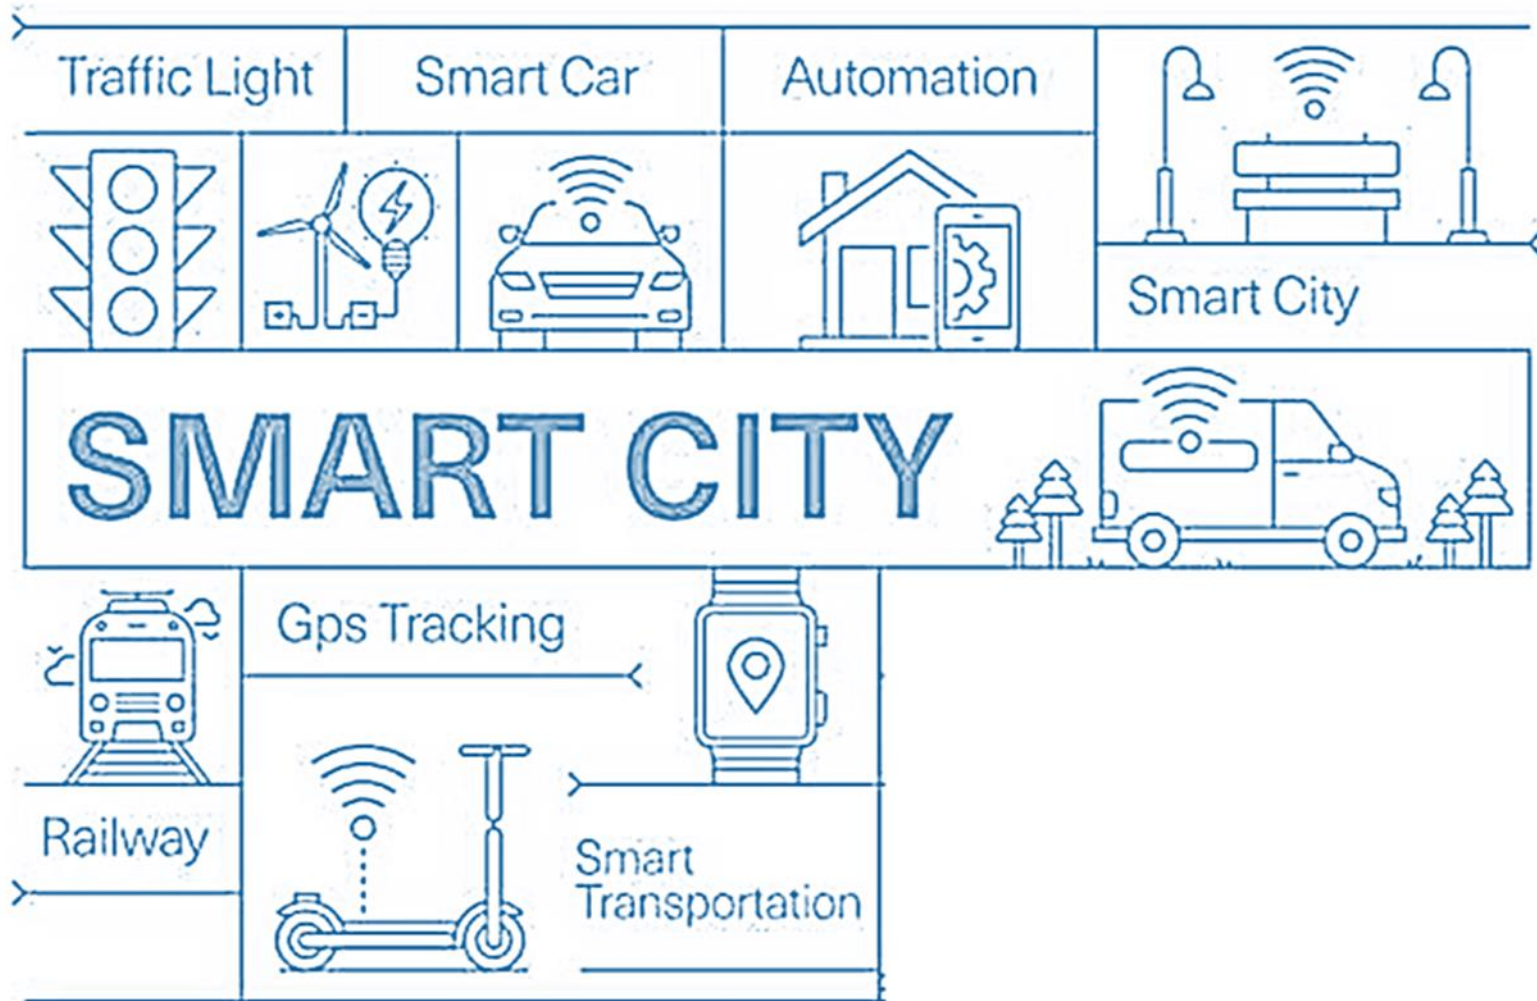 Traffic Light
Smart Car
Automation
Smart City
SMART CITY
Gps Tracking
Railway
Smart
Transportation